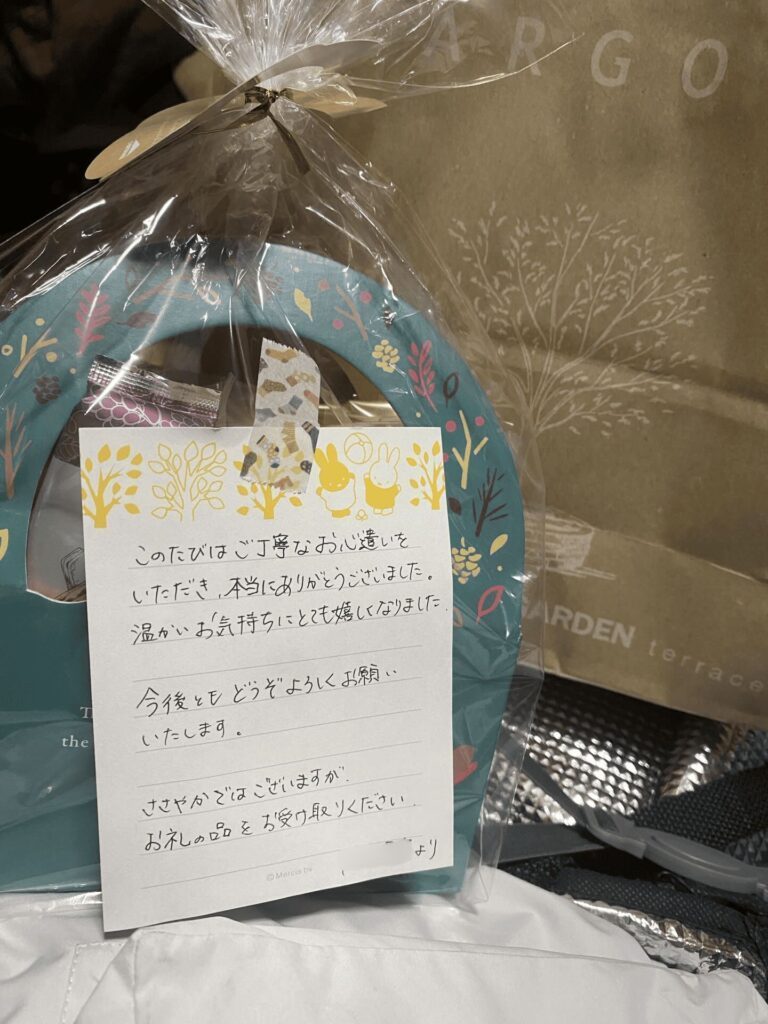 ARGO
GARDEN terrace
the
このたびはご丁寧なお心遣いを
いただき、本当にありがとうございました。
温かいお気持ちにとても嬉しくなりました.
今後ともどうぞよろしくお願い
いたします。
ささやかではございますが.
お礼の品をお受け取りください.
より
© Mercis bv